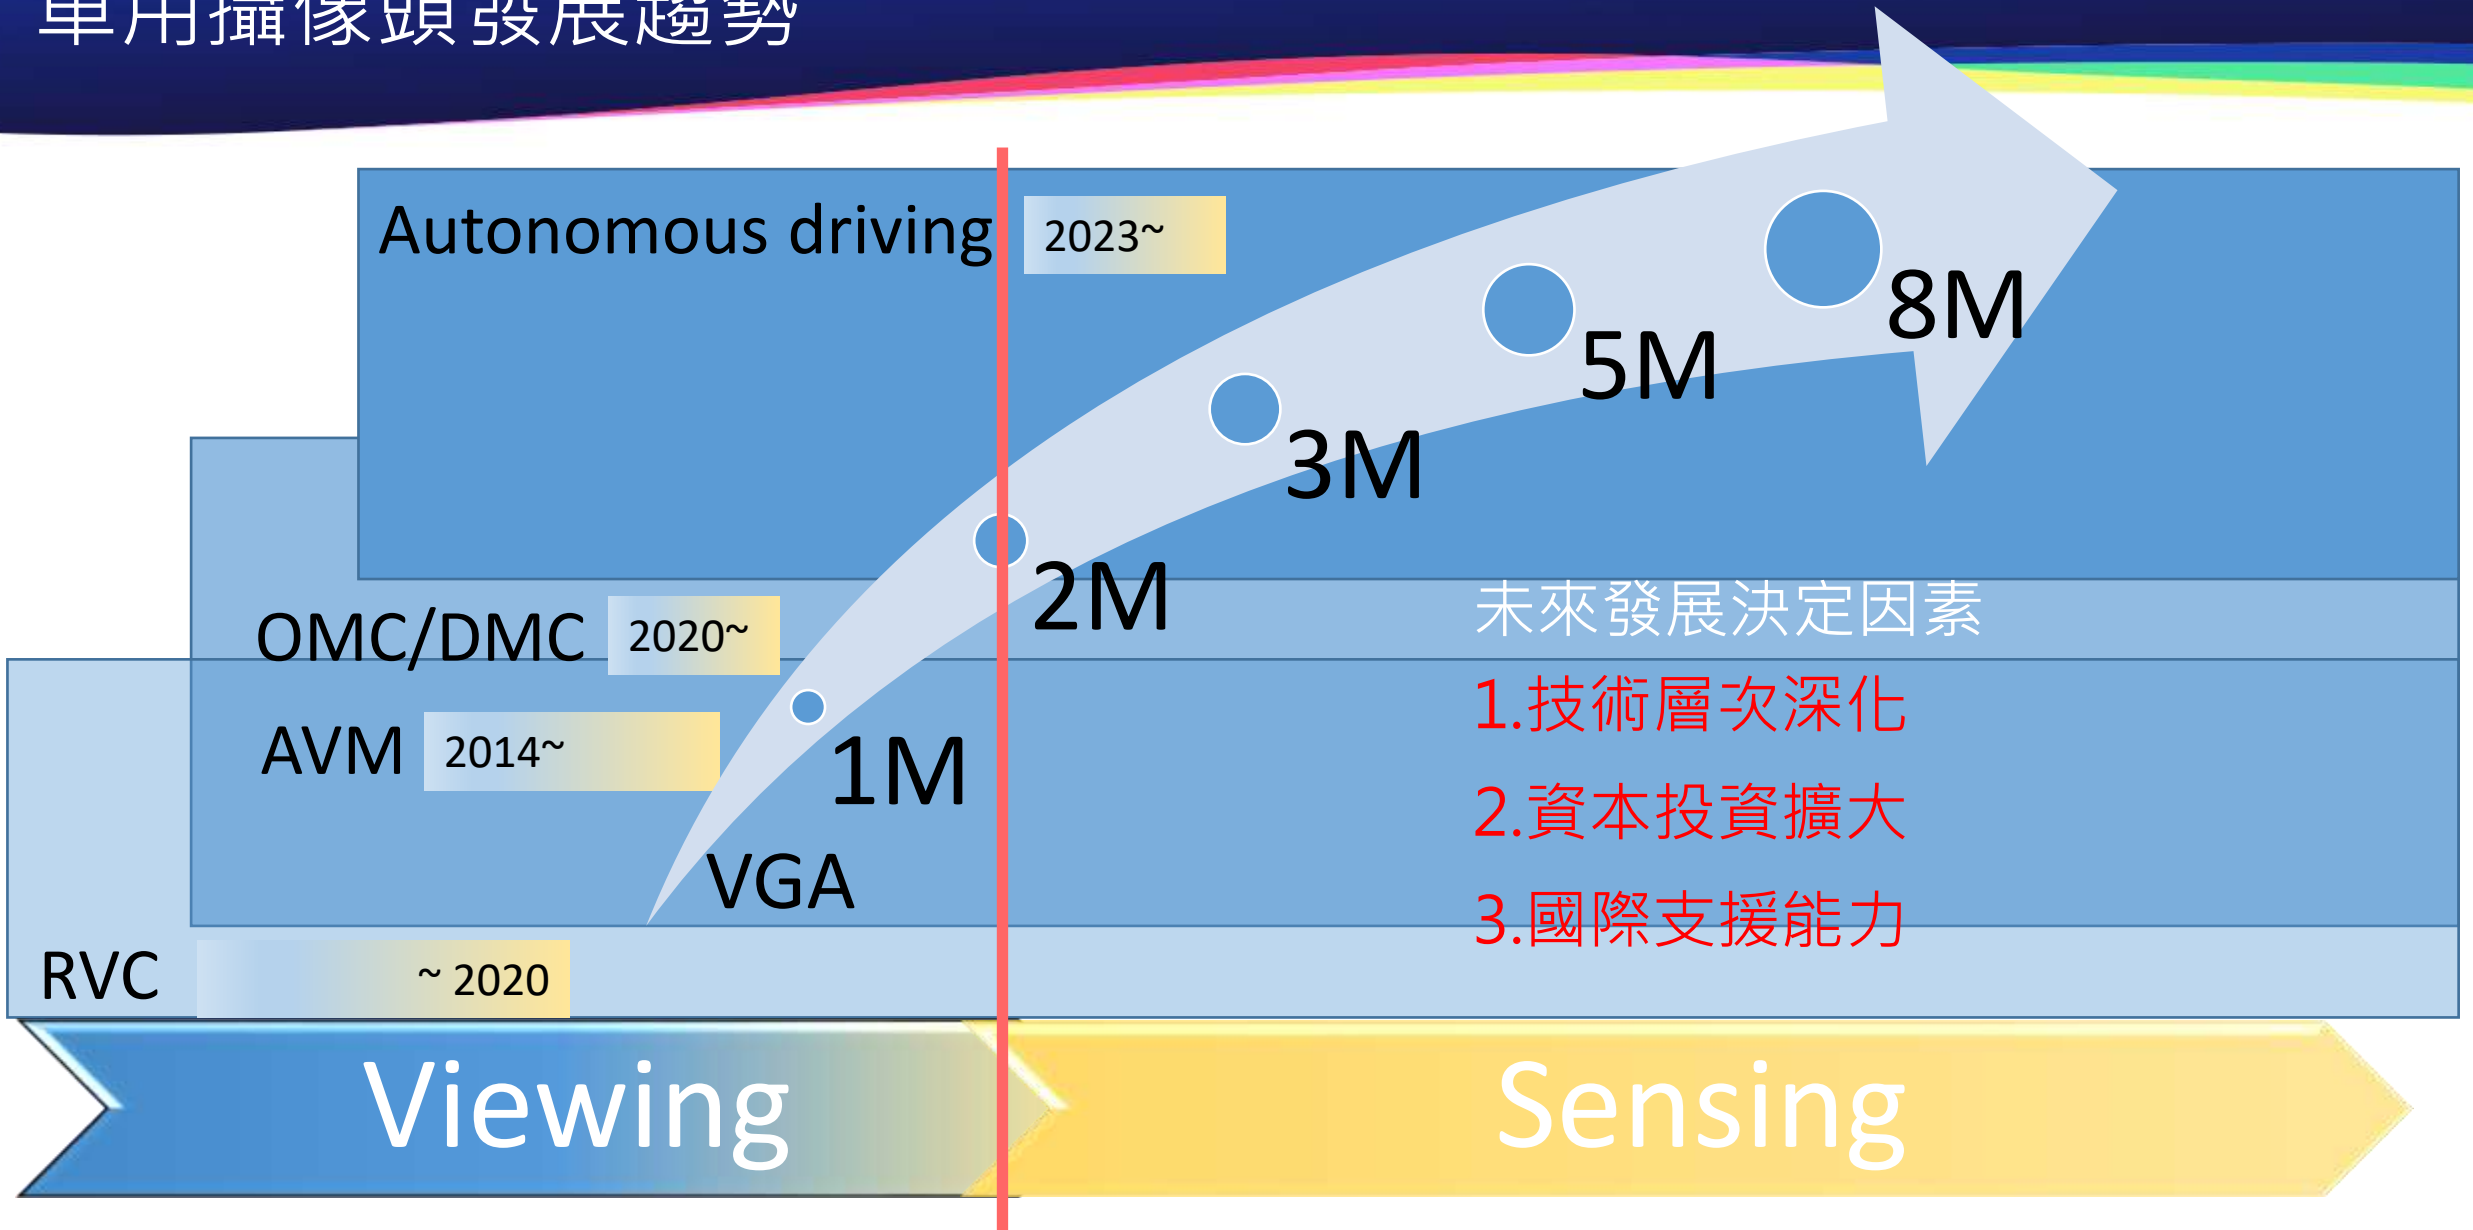 車用攝像頭發展趨勢
Autonomous driving
2023~
8M
5M
3M
2M
OMC/DMC
2020~
AVM
2014~
1M
VGA
RVC
~ 2020
未來發展決定因素
1.技術層次深化
2.資本投資擴大
3.國際支援能力
Viewing
Sensing